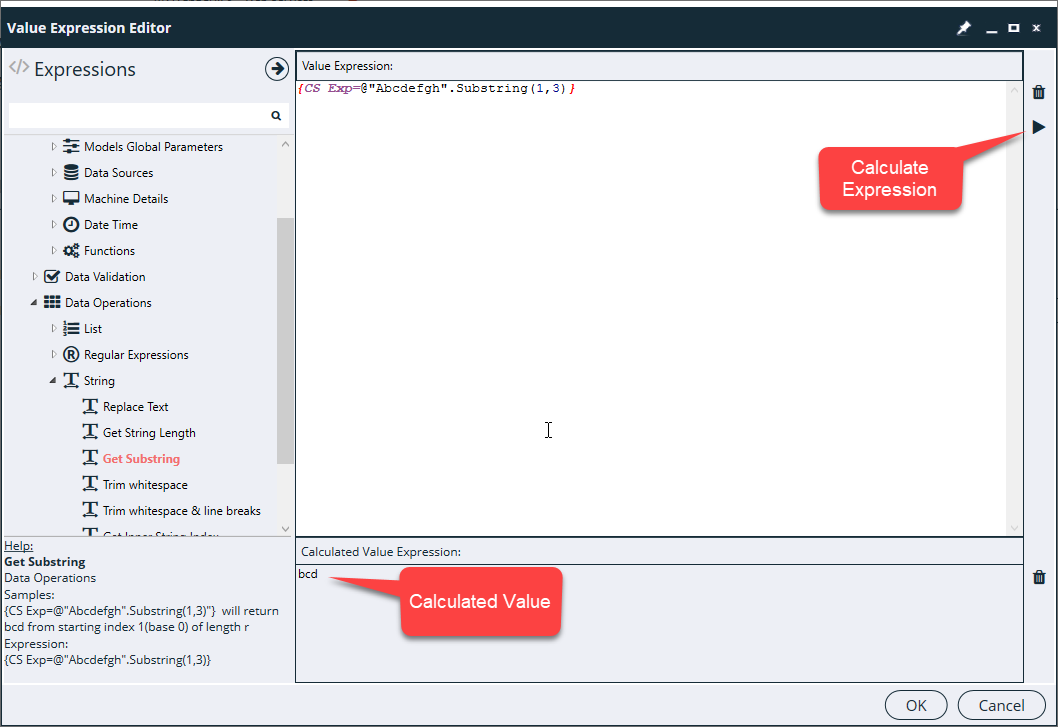 Value Expression Editor
</> Expressions
Models Global Parameters
Data Sources
Machine Details
Date Time
Functions
Data Validation
Data Operations
List
Regular Expressions
String
Replace Text
Get String Length
Get Substring
Trim whitespace
Trim whitespace & line breaks
Get Inner String Index
Help:
Get Substring
Data Operations
Samples:
{CS Exp=@"Abcdefgh".Substring(1,3)"} will return
bcd from starting index 1(base 0) of length r
Expression:
{CS Exp=@"Abcdefgh".Substring(1,3)}
Value Expression:
{CS Exp=@"Abcdefgh".Substring(1,3)}
Calculate
Expression
Calculated Value Expression:
bcd
Calculated Value
OK
Cancel